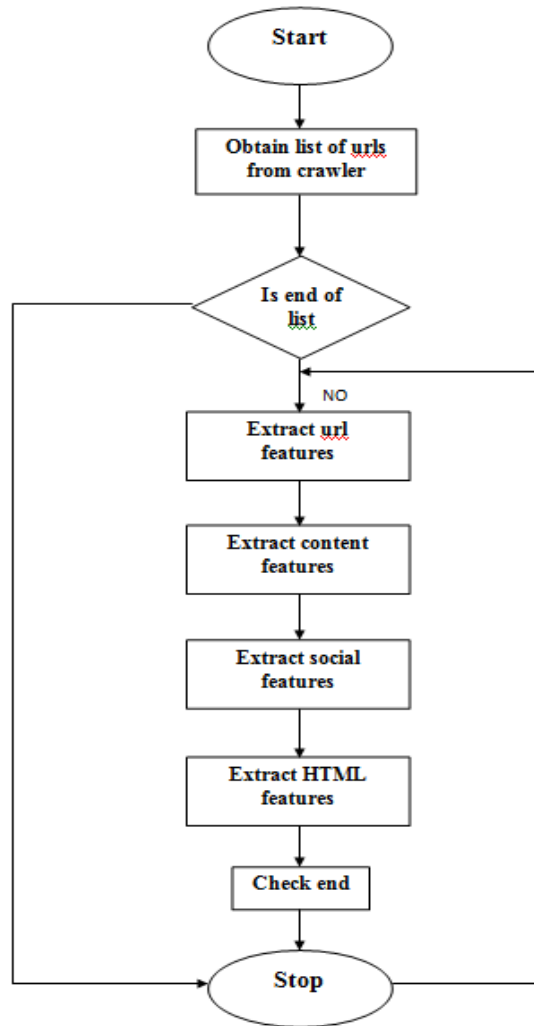 Start
Obtain list of urls
from crawler
Is end of
list
NO
Extract url
features
Extract content
features
Extract social
features
Extract HTML
features
Check end
Stop